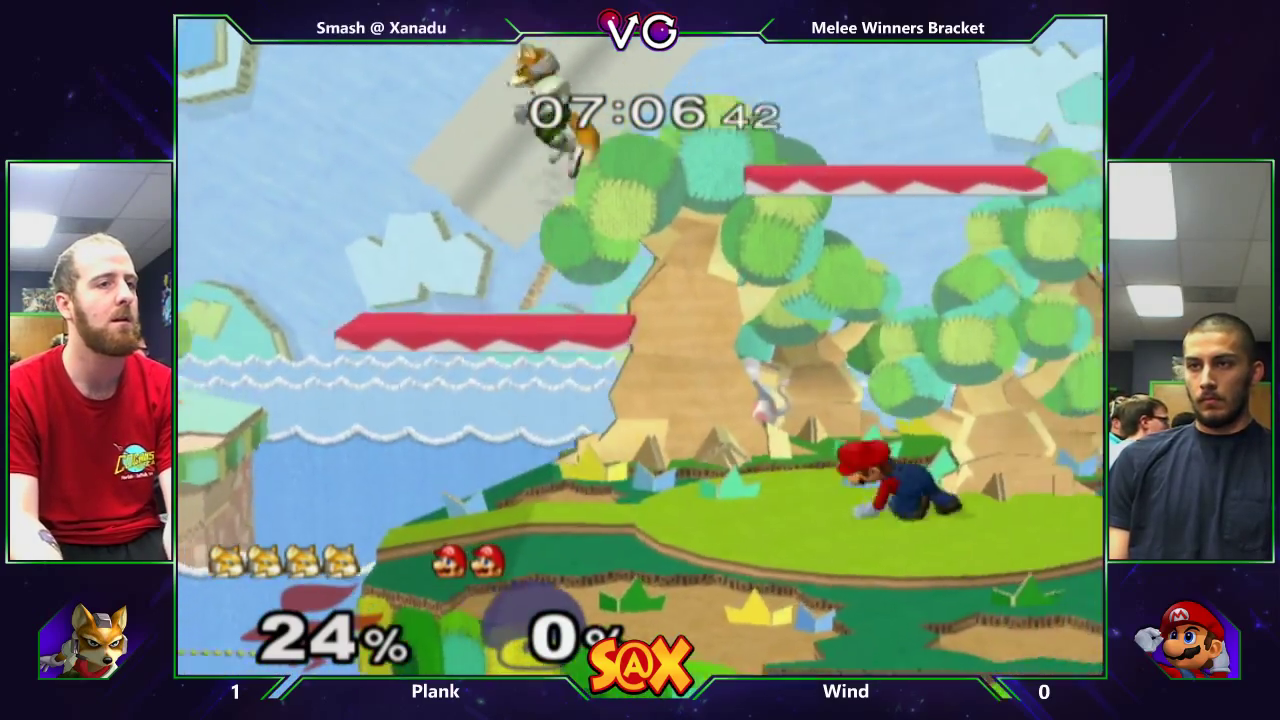 Smash @ Xanadu
VG
Melee Winners Bracket
07:06 42
24%
0%
S@X
1
Plank
Wind
0